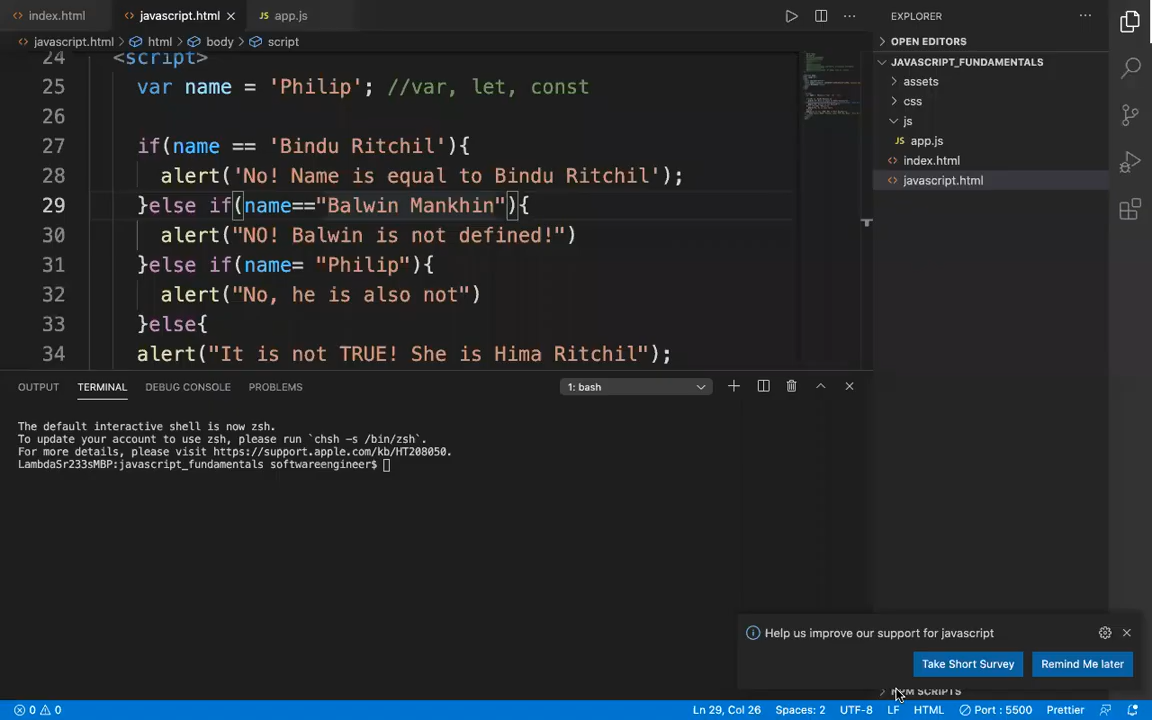 index.html javascript.html app.js EXPLORER
javascript.html html body script OPEN EDITORS
24 <script> JAVASCRIPT_FUNDAMENTALS
25 var name = 'Philip'; //var, let, const assets
26 css
27 if(name == 'Bindu Ritchil'){ js
28 alert('No! Name is equal to Bindu Ritchil'); app.js
29 }else if(name=="Balwin Mankhin"){ index.html
30 alert("NO! Balwin is not defined!") javascript.html
31 }else if(name= "Philip"){
32 alert("No, he is also not")
33 }else{
34 alert("It is not TRUE! She is Hima Ritchil");
OUTPUT TERMINAL DEBUG CONSOLE PROBLEMS 1: bash
The default interactive shell is now zsh.
To update your account to use zsh, please run `chsh -s /bin/zsh`.
For more details, please visit https://support.apple.com/kb/HT208050.
LambdaSr233sMBP:javascript_fundamentals softwareengineer$
Help us improve our support for javascript
Take Short Survey Remind Me later
NPM SCRIPTS
0 0 Ln 29, Col 26 Spaces: 2 UTF-8 LF HTML Port : 5500 Prettier